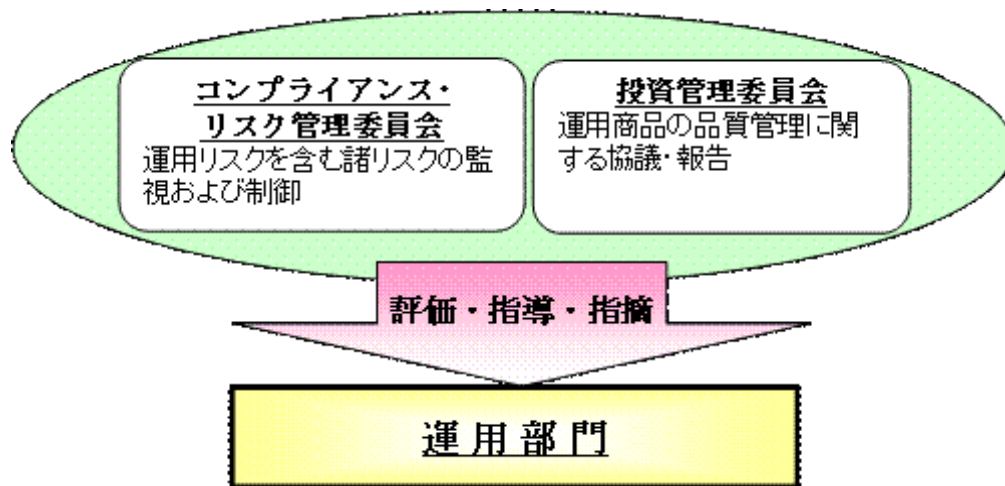 コンプライアンス・
リスク管理委員会
運用リスクを含む諸リスクの監
視および制御
投資管理委員会
運用商品の品質管理に関
する協議・報告
評価・指導・指摘
運用部門